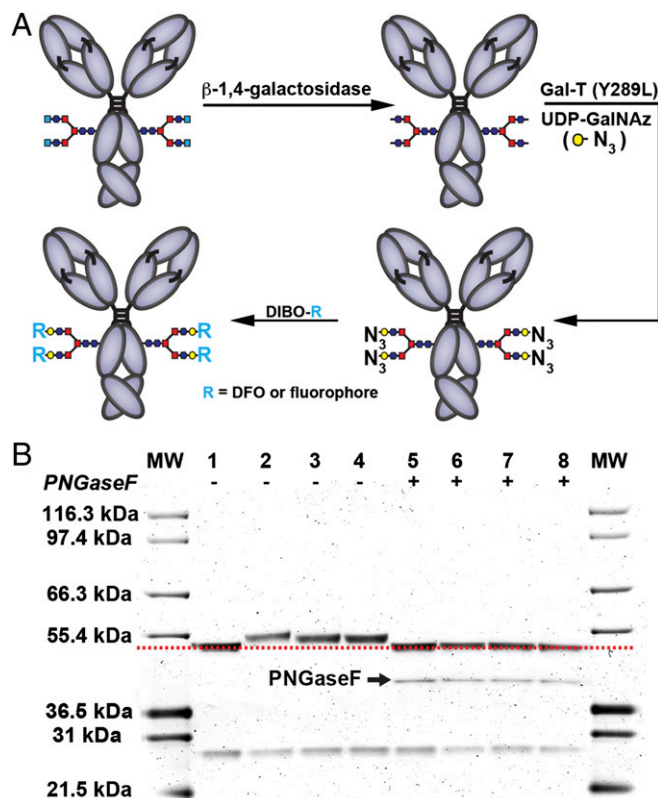 A
β-1,4-galactosidase
Gal-T (Y289L)
UDP-GalNAz
( N3)
DIBO-R
R R
R R
N3 N3
N3 N3
R = DFO or fluorophore
B
MW 1 2 3 4 5 6 7 8 MW
PNGaseF - - - - + + + +
116.3 kDa
97.4 kDa
66.3 kDa
55.4 kDa
PNGaseF
36.5 kDa
31 kDa
21.5 kDa